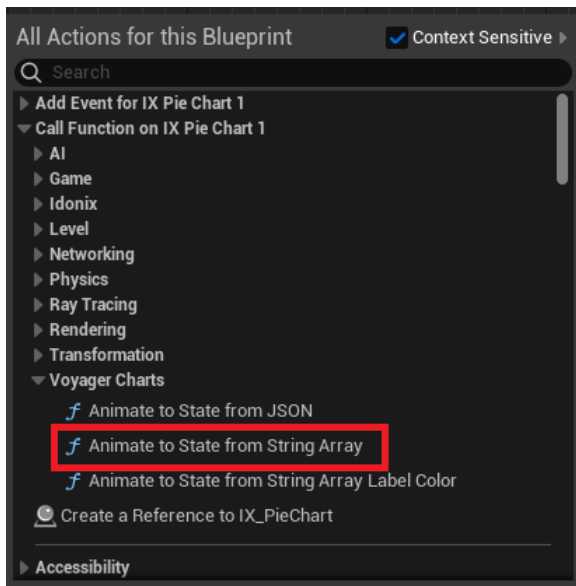 All Actions for this Blueprint Context Sensitive
Search
Add Event for IX Pie Chart 1
Call Function on IX Pie Chart 1
AI
Game
Idonix
Level
Networking
Physics
Ray Tracing
Rendering
Transformation
Voyager Charts
f Animate to State from JSON
f Animate to State from String Array
f Animate to State from String Array Label Color
Create a Reference to IX_PieChart
Accessibility